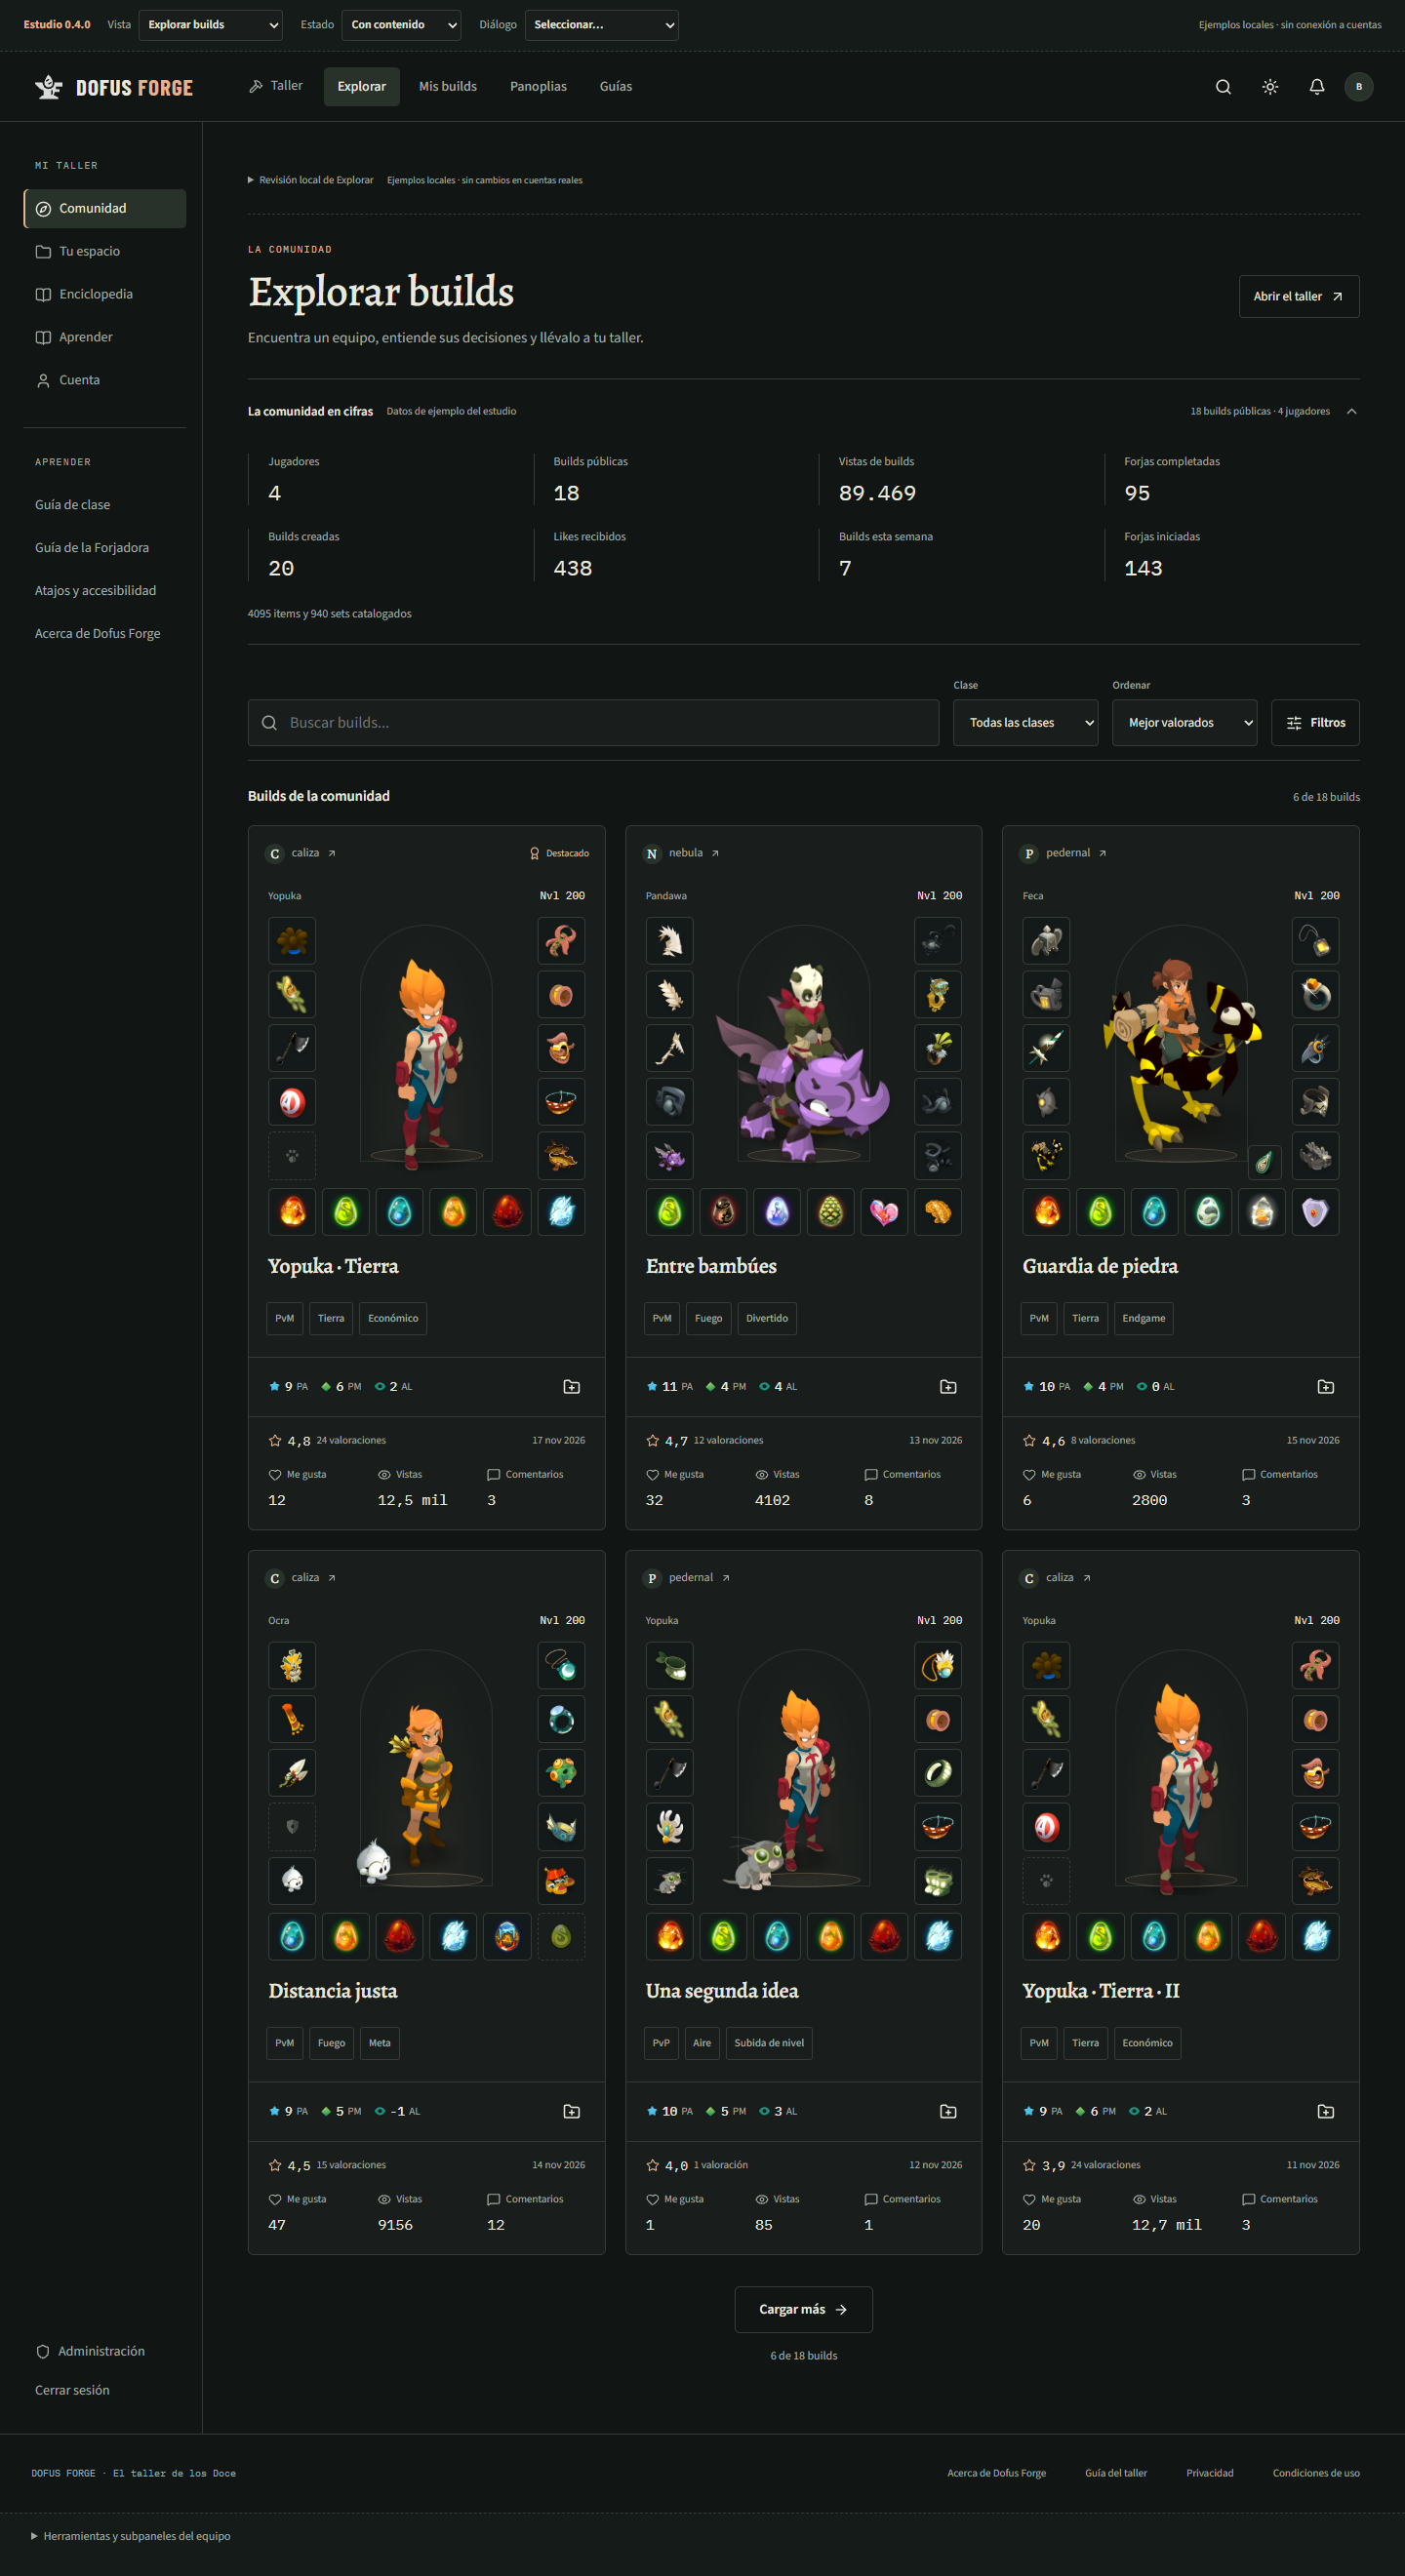 Estudio 0.4.0 Vista Explorar builds Estado Con contenido Diálogo Seleccionar... Ejemplos locales · sin conexión a cuentas
DOFUS FORGE Taller Explorar Mis builds Panoplias Guías B
MI TALLER
Comunidad
Tu espacio
Enciclopedia
Aprender
Cuenta
APRENDER
Guía de clase
Guía de la Forjadora
Atajos y accesibilidad
Acerca de Dofus Forge
Administración
Cerrar sesión
Revisión local de Explorar Ejemplos locales · sin cambios en cuentas reales
LA COMUNIDAD
Explorar builds
Abrir el taller
Encuentra un equipo, entiende sus decisiones y llévalo a tu taller.
La comunidad en cifras Datos de ejemplo del estudio 18 builds públicas · 4 jugadores
Jugadores Builds públicas Vistas de builds Forjas completadas
4 18 89.469 95
Builds creadas Likes recibidos Builds esta semana Forjas iniciadas
20 438 7 143
4095 items y 940 sets catalogados
Clase Ordenar
Buscar builds... Todas las clases Mejor valorados Filtros
Builds de la comunidad 6 de 18 builds
C caliza Destacado
Yopuka Nvl 200
Yopuka · Tierra
PvM Tierra Económico
9 PA 6 PM 2 AL
4,8 24 valoraciones 17 nov 2026
Me gusta Vistas Comentarios
12 12,5 mil 3
N nebula
Pandawa Nvl 200
Entre bambúes
PvM Fuego Divertido
11 PA 4 PM 4 AL
4,7 12 valoraciones 13 nov 2026
Me gusta Vistas Comentarios
32 4102 8
P pedernal
Feca Nvl 200
Guardia de piedra
PvM Tierra Endgame
10 PA 4 PM 0 AL
4,6 8 valoraciones 15 nov 2026
Me gusta Vistas Comentarios
6 2800 3
C caliza
Ocra Nvl 200
Distancia justa
PvM Fuego Meta
9 PA 5 PM -1 AL
4,5 15 valoraciones 14 nov 2026
Me gusta Vistas Comentarios
47 9156 12
P pedernal
Yopuka Nvl 200
Una segunda idea
PvP Aire Subida de nivel
10 PA 5 PM 3 AL
4,0 1 valoración 12 nov 2026
Me gusta Vistas Comentarios
1 85 1
C caliza
Yopuka Nvl 200
Yopuka · Tierra · II
PvM Tierra Económico
9 PA 6 PM 2 AL
3,9 24 valoraciones 11 nov 2026
Me gusta Vistas Comentarios
20 12,7 mil 3
Cargar más
6 de 18 builds
DOFUS FORGE · El taller de los Doce Acerca de Dofus Forge Guía del taller Privacidad Condiciones de uso
Herramientas y subpaneles del equipo